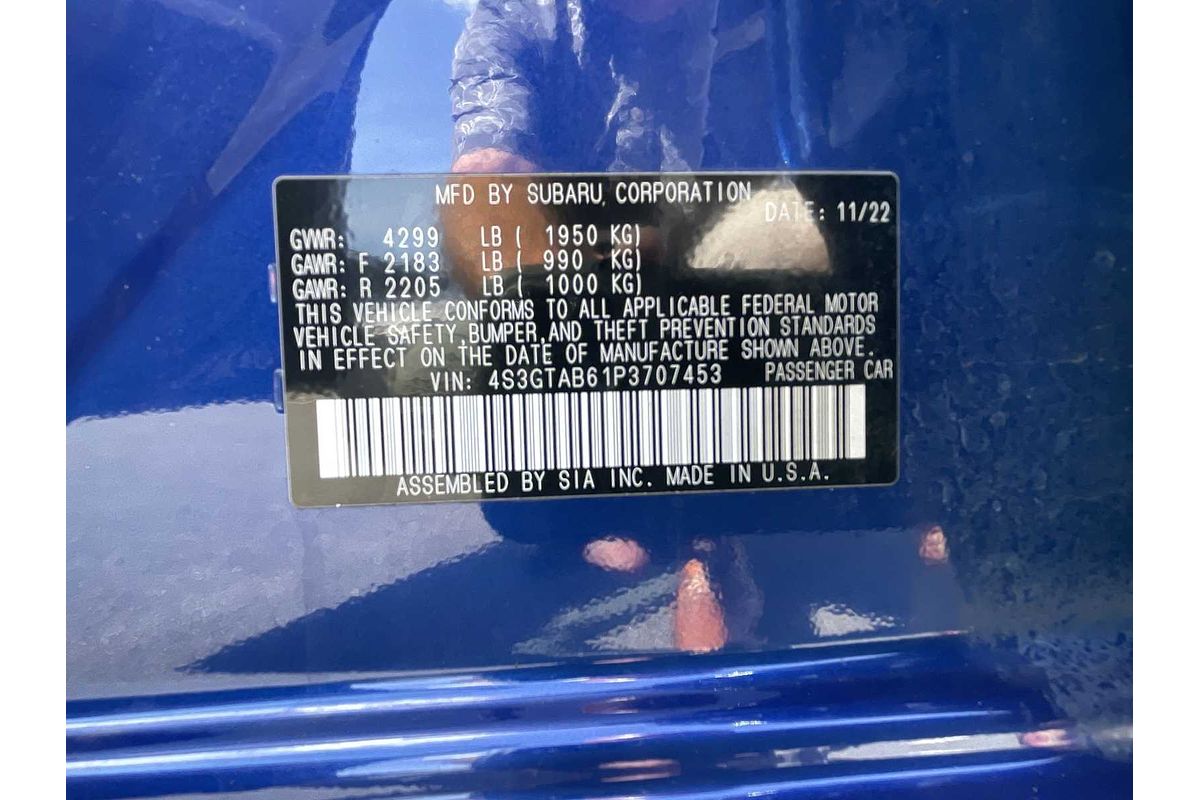 MFD BY SUBARU CORPORATION
DATE: 11/22
GVWR: 4299 LB ( 1950 KG)
GAWR: F 2183 LB ( 990 KG)
GAWR: R 2205 LB ( 1000 KG)
THIS VEHICLE CONFORMS TO ALL APPLICABLE FEDERAL MOTOR
VEHICLE SAFETY, BUMPER, AND THEFT PREVENTION STANDARDS
IN EFFECT ON THE DATE OF MANUFACTURE SHOWN ABOVE.
VIN: 4S3GTAB61P3707453 PASSENGER CAR
ASSEMBLED BY SIA INC. MADE IN U.S.A.